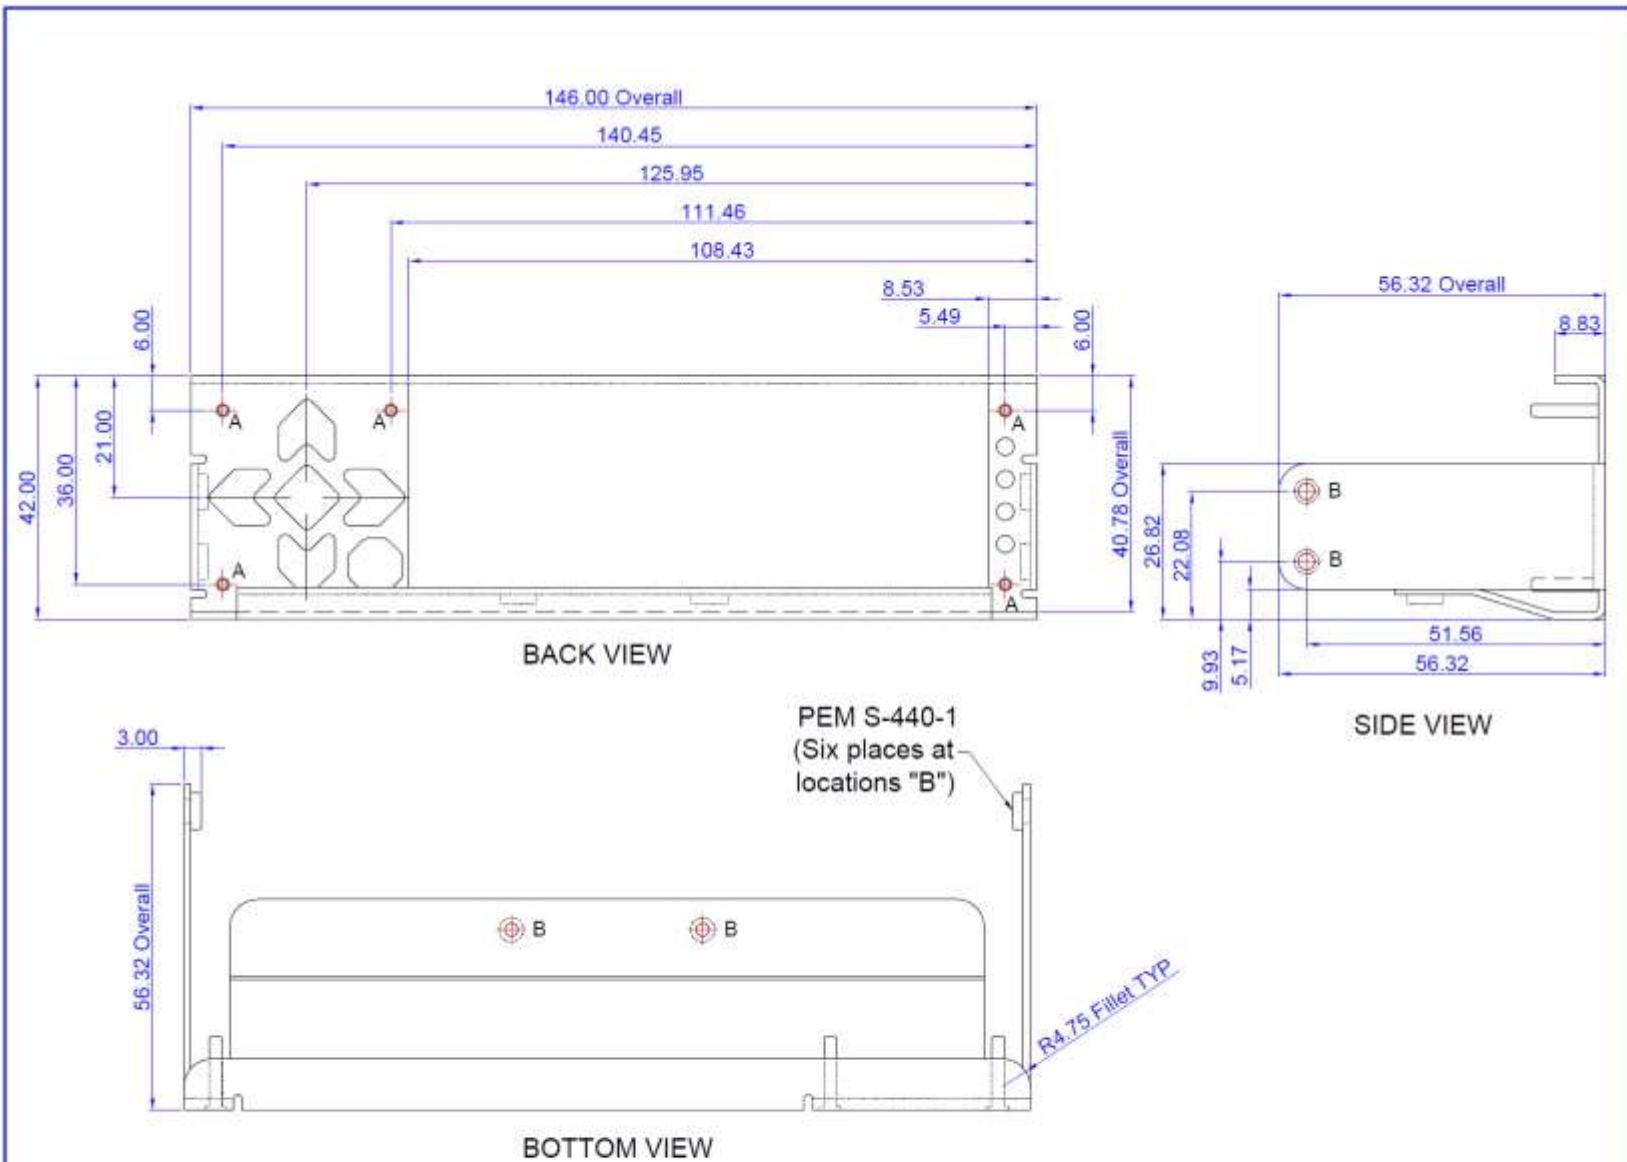 146.00 Overall
140.45
125.95
111.46
108.43
8.53
5.49
6.00
6.00
42.00
36.00
21.00
40.78 Overall
A
A
A
A
A
BACK VIEW
56.32 Overall
8.83
26.82
22.08
9.93
5.17
B
B
51.56
56.32
SIDE VIEW
3.00
56.32 Overall
PEM S-440-1
(Six places at
locations "B")
B
B
R4.75 Fillet TYP
BOTTOM VIEW